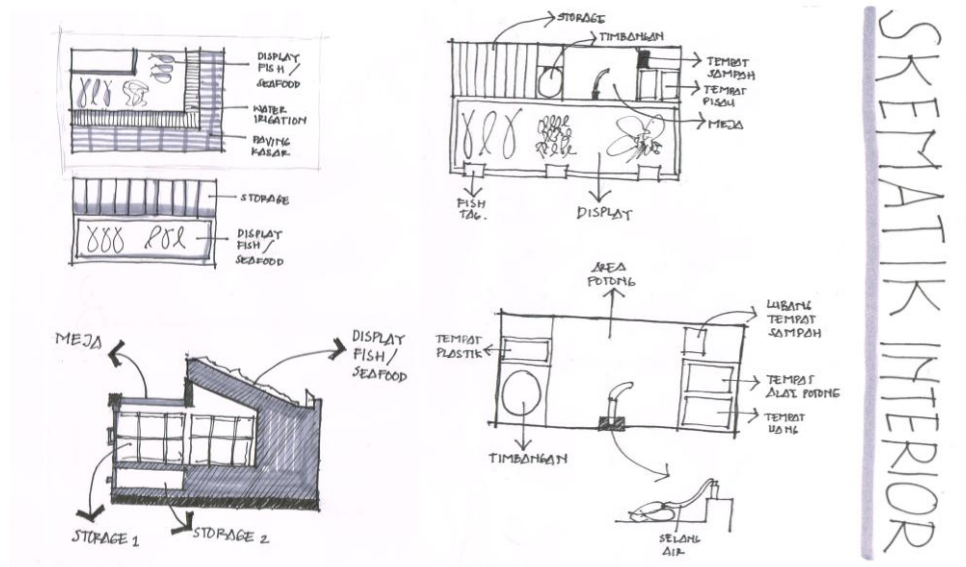 DISPLAY
FISH /
SEAFOOD
WATER
IRIGATION
PAVING
KASAR
STORAGE
DISPLAY
FISH /
SEAFOOD
STORAGE
TIMBANGAN
TEMPAT
SAMPAH
TEMPAT
PISAU
MEJA
FISH
TAG.
DISPLAY
MEJA
DISPLAY
FISH /
SEAFOOD
STORAGE 1
STORAGE 2
AREA
POTONG
LUBANG
TEMPAT
SAMPAH
TEMPAT
PLASTIK
TEMPAT
ALAT POTONG
TEMPAT
UANG
TIMBANGAN
SELANG
AIR
SKEMATIK INTERIOR